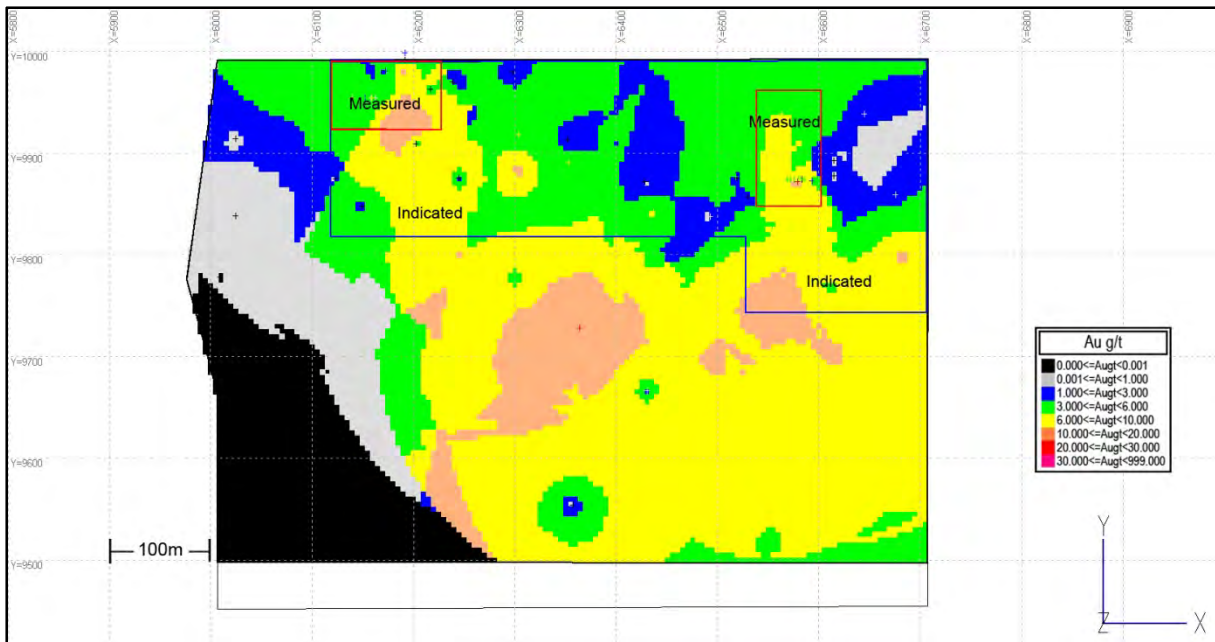 X=5800
X=5900
X=6000
X=6100
X=6200
X=6300
X=6400
X=6500
X=6600
X=6700
X=6800
X=6900
Y=10000
Measured
Measured
Y=9900
Indicated
Y=9800
Indicated
Y=9700
Au g/t
0.000<=Augt<0.001
0.001<=Augt<1.000
1.000<=Augt<3.000
3.000<=Augt<6.000
6.000<=Augt<10.000
10.000<=Augt<20.000
20.000<=Augt<30.000
30.000<=Augt<999.000
Y=9600
100m
Y=9500
Y
Z
X